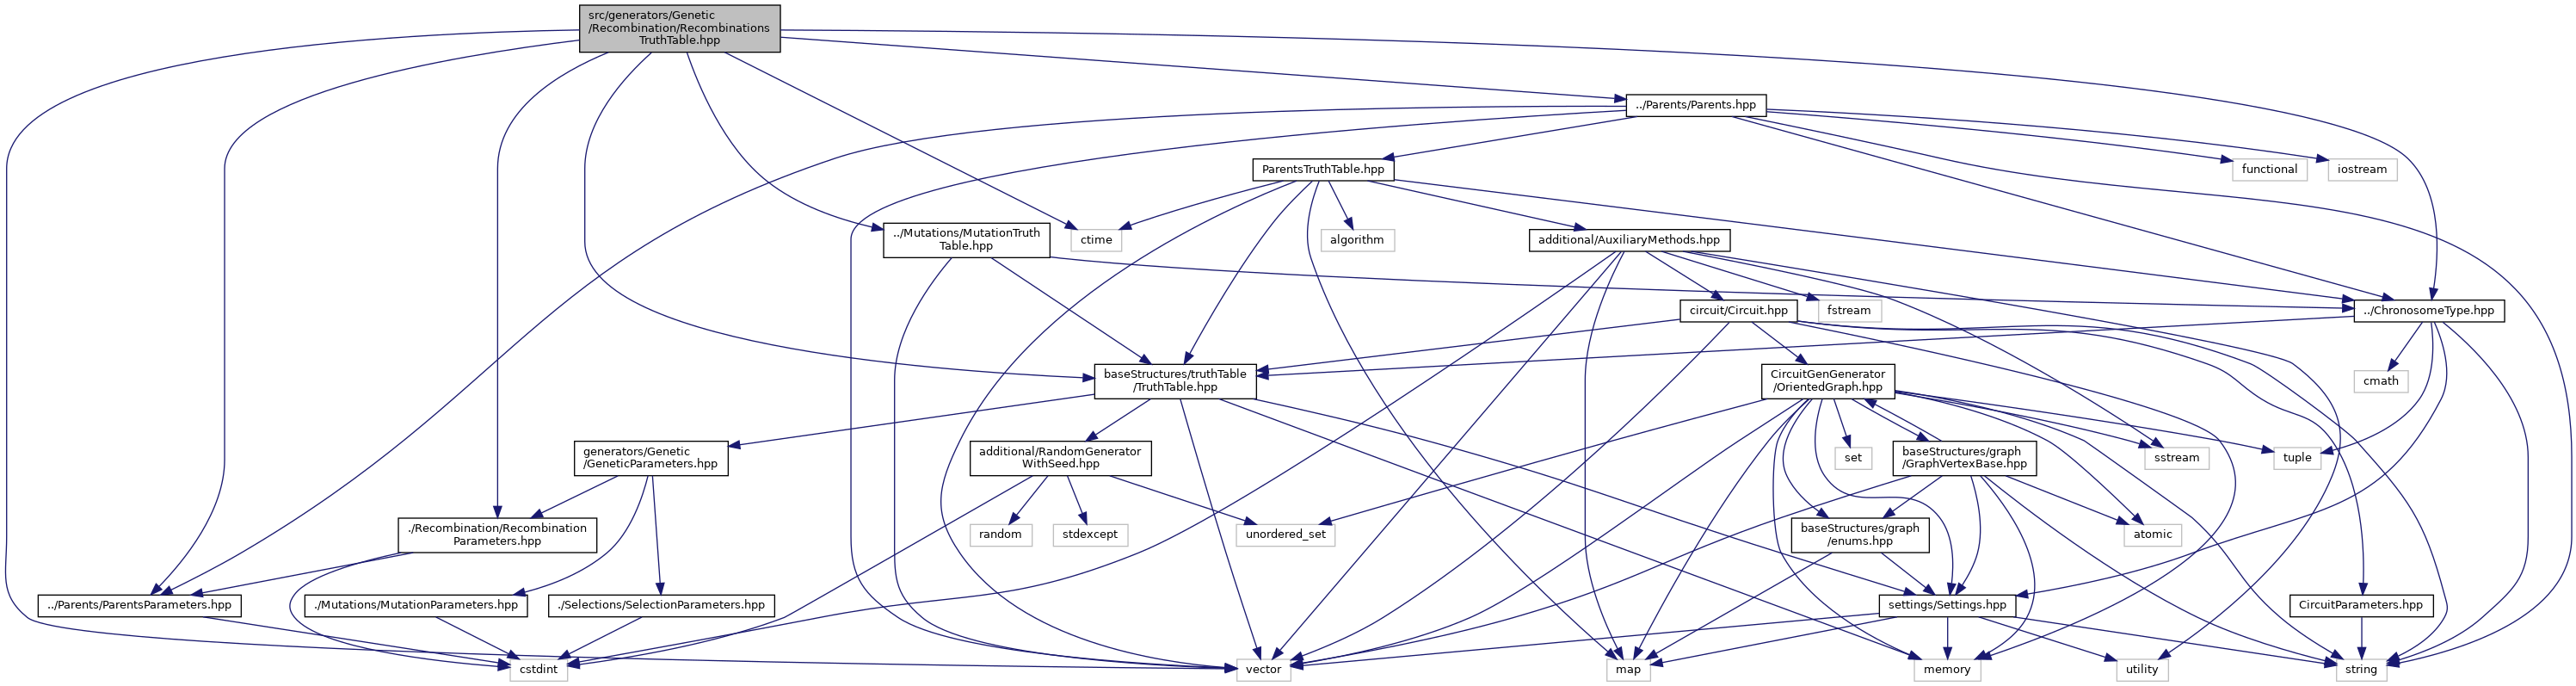 src/generators/Genetic
/Recombination/Recombinations
TruthTable.hpp
../Parents/Parents.hpp
ParentsTruthTable.hpp
functional
iostream
../Mutations/MutationTruth
Table.hpp
ctime
algorithm
additional/AuxiliaryMethods.hpp
circuit/Circuit.hpp
fstream
../ChronosomeType.hpp
baseStructures/truthTable
/TruthTable.hpp
CircuitGenGenerator
/OrientedGraph.hpp
cmath
generators/Genetic
/GeneticParameters.hpp
additional/RandomGenerator
WithSeed.hpp
set
baseStructures/graph
/GraphVertexBase.hpp
sstream
tuple
./Recombination/Recombination
Parameters.hpp
random
stdexcept
unordered_set
baseStructures/graph
/enums.hpp
atomic
../Parents/ParentsParameters.hpp
./Mutations/MutationParameters.hpp
./Selections/SelectionParameters.hpp
settings/Settings.hpp
CircuitParameters.hpp
cstdint
vector
map
memory
utility
string